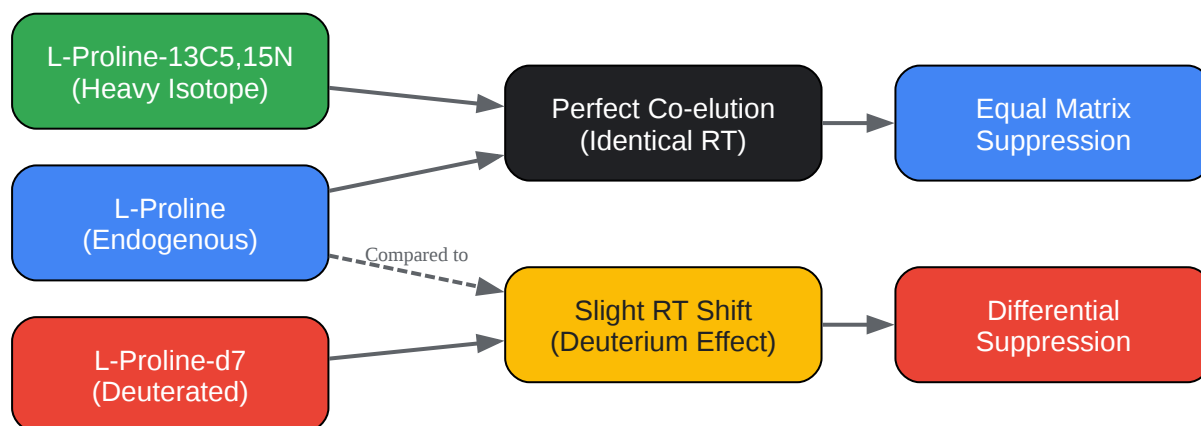 L-Proline-13C5,15N
(Heavy Isotope)
Perfect Co-elution
(Identical RT)
Equal Matrix
Suppression
L-Proline
(Endogenous)
Compared to
Slight RT Shift
(Deuterium Effect)
Differential
Suppression
L-Proline-d7
(Deuterated)